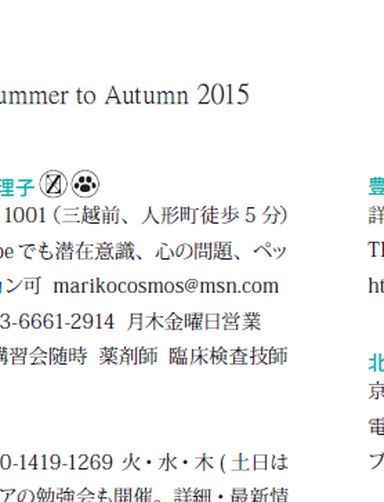 ummer to Autumn 2015
理子
1001（三越前、人形町徒歩 5 分）
pe でも潜在意識、心の問題、ペッ
ン可 marikocosmos@msn.com
3-6661-2914 月木金曜日営業
講習会随時 薬剤師 臨床検査技師
0-1419-1269 火・水・木 ( 土日は
アの勉強会も開催。詳細・最新情
豊
詳
T
ht
北
京
電
プ